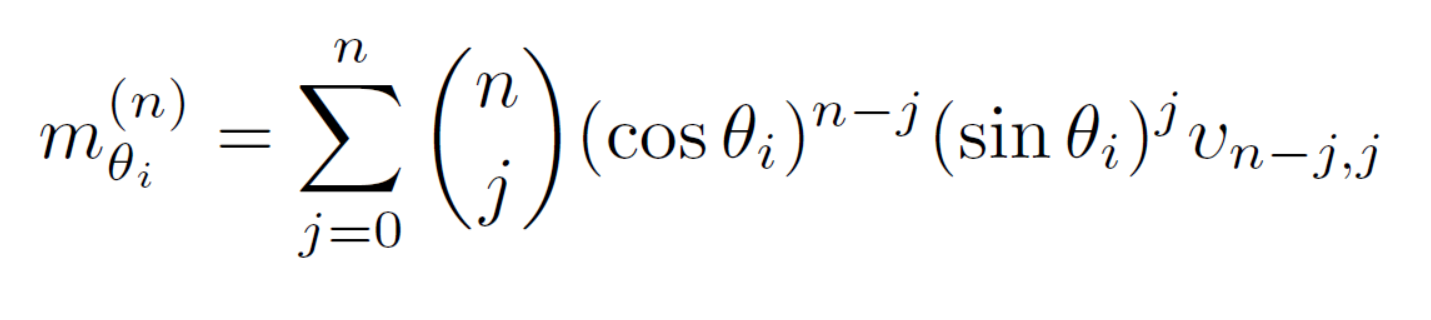 m_{\theta_i}^{(n)} = \sum_{j=0}^{n} \binom{n}{j} (\cos \theta_i)^{n-j} (\sin \theta_i)^j \upsilon_{n-j,j}